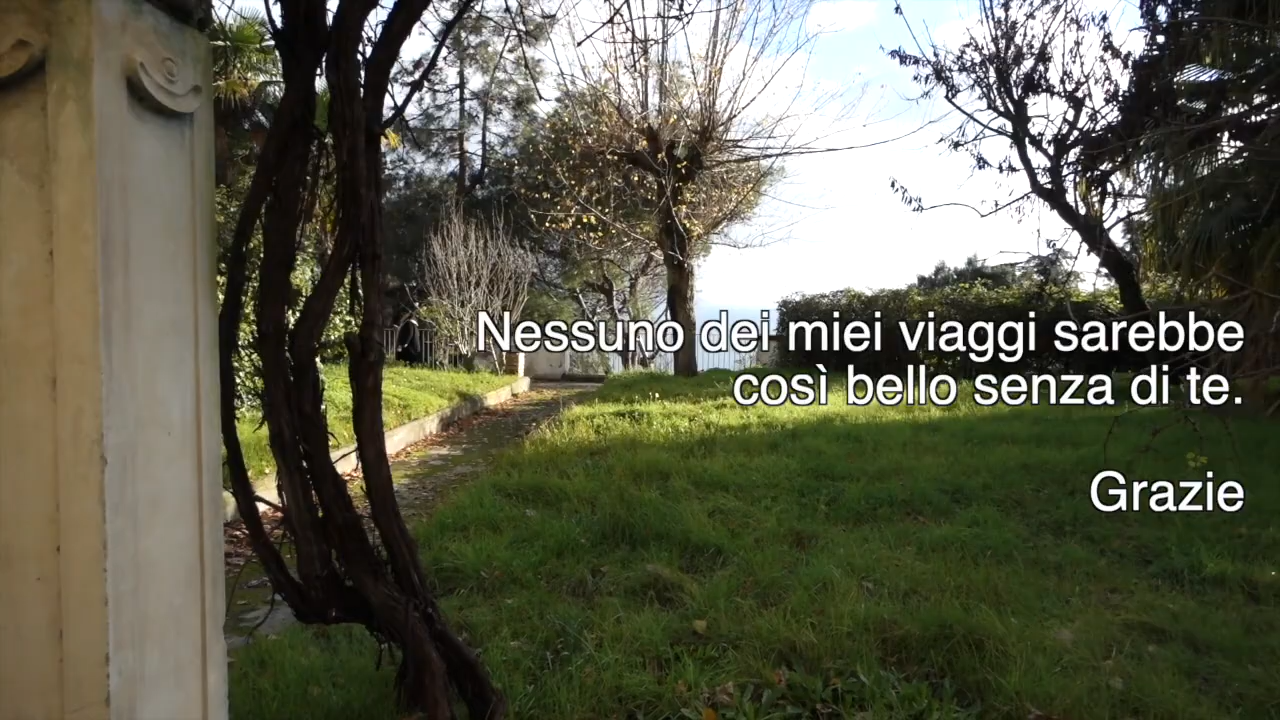 Nessuno dei miei viaggi sarebbe
così bello senza di te.
Grazie